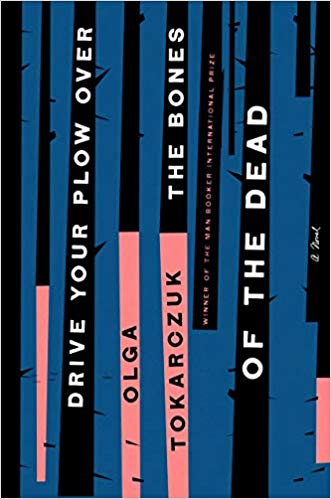 DRIVE YOUR PLOW OVER
THE BONES
OF THE DEAD
OLGA
TOKARCZUK
WINNER OF THE MAN BOOKER INTERNATIONAL PRIZE
A Novel